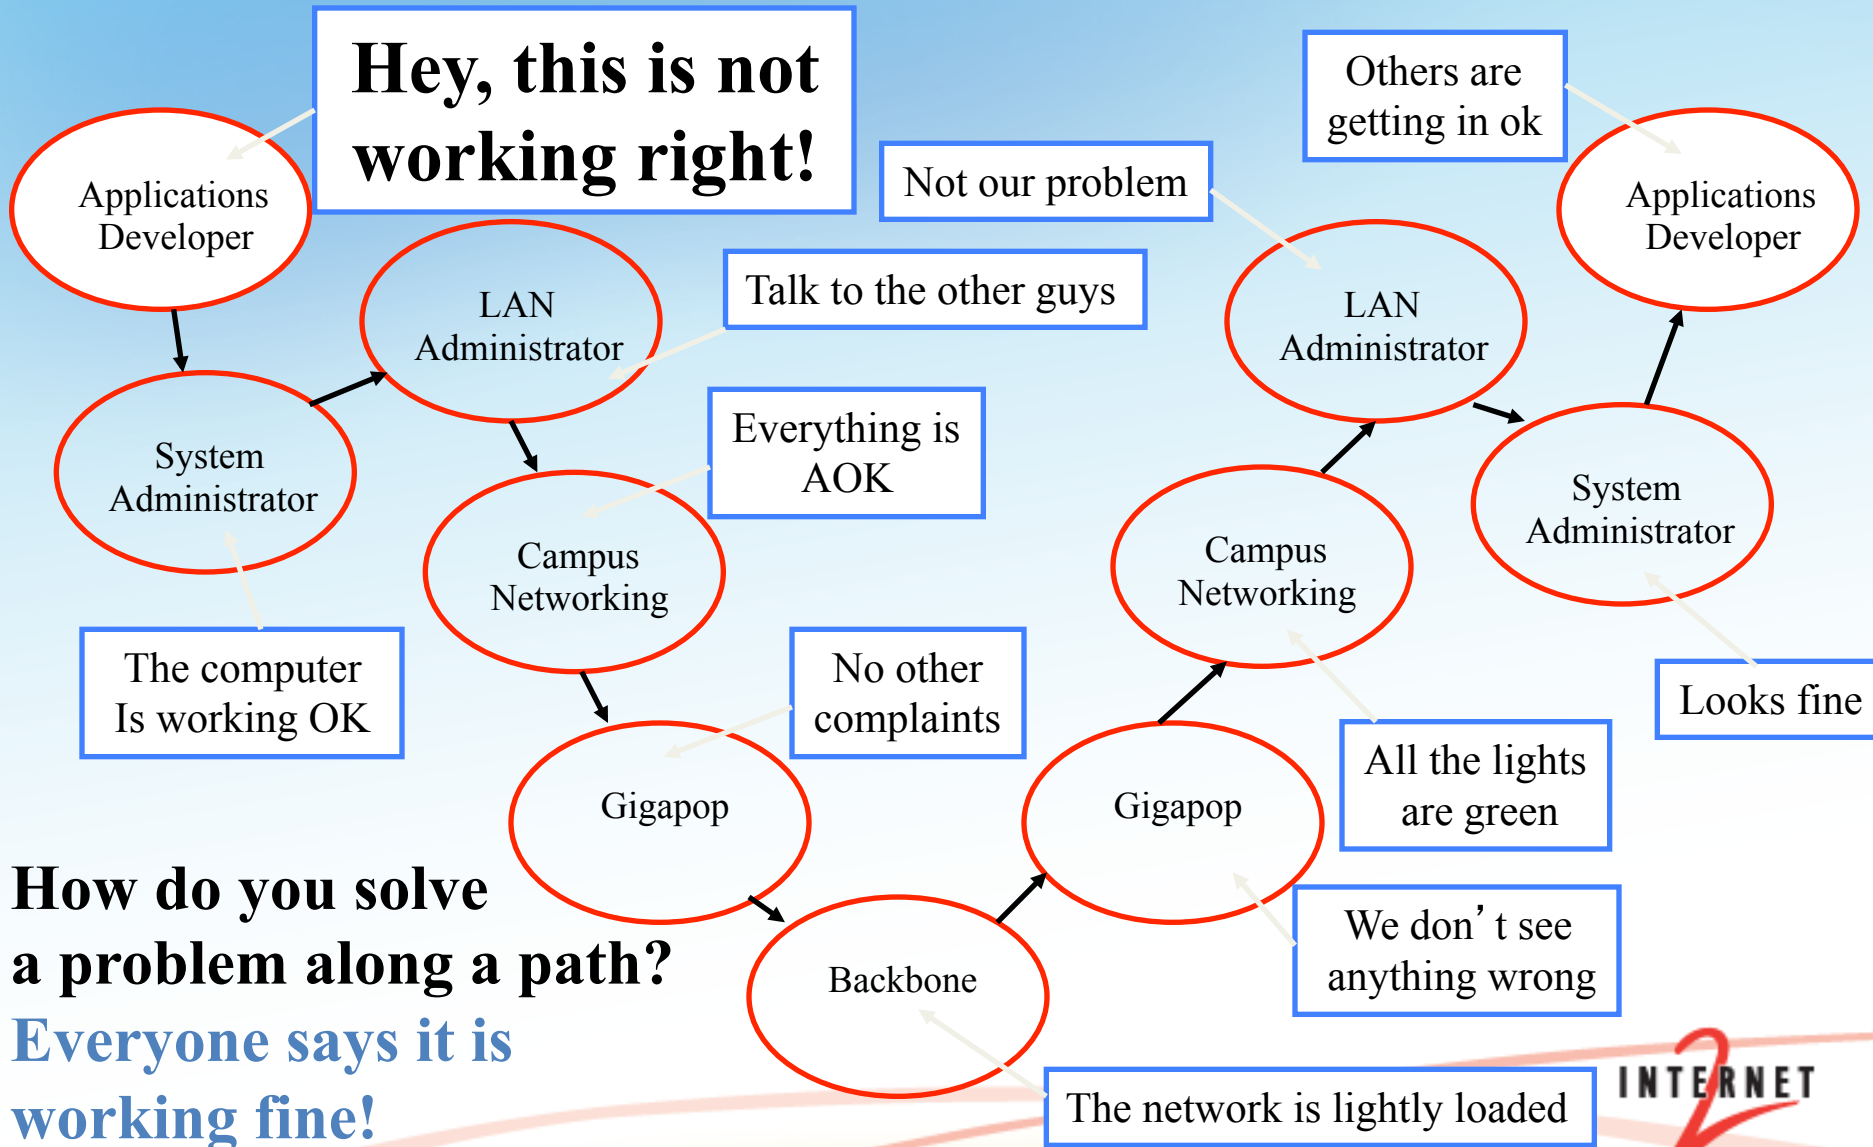 Hey, this is not
working right!
Others are
getting in ok
Not our problem
Applications
Developer
Applications
Developer
Talk to the other guys
LAN
Administrator
LAN
Administrator
Everything is
AOK
System
Administrator
System
Administrator
Campus
Networking
Campus
Networking
The computer
Is working OK
No other
complaints
Looks fine
All the lights
are green
Gigapop
Gigapop
How do you solve
a problem along a path?
Everyone says it is
working fine!
We don’ t see
anything wrong
Backbone
The network is lightly loaded
INTERNET
2